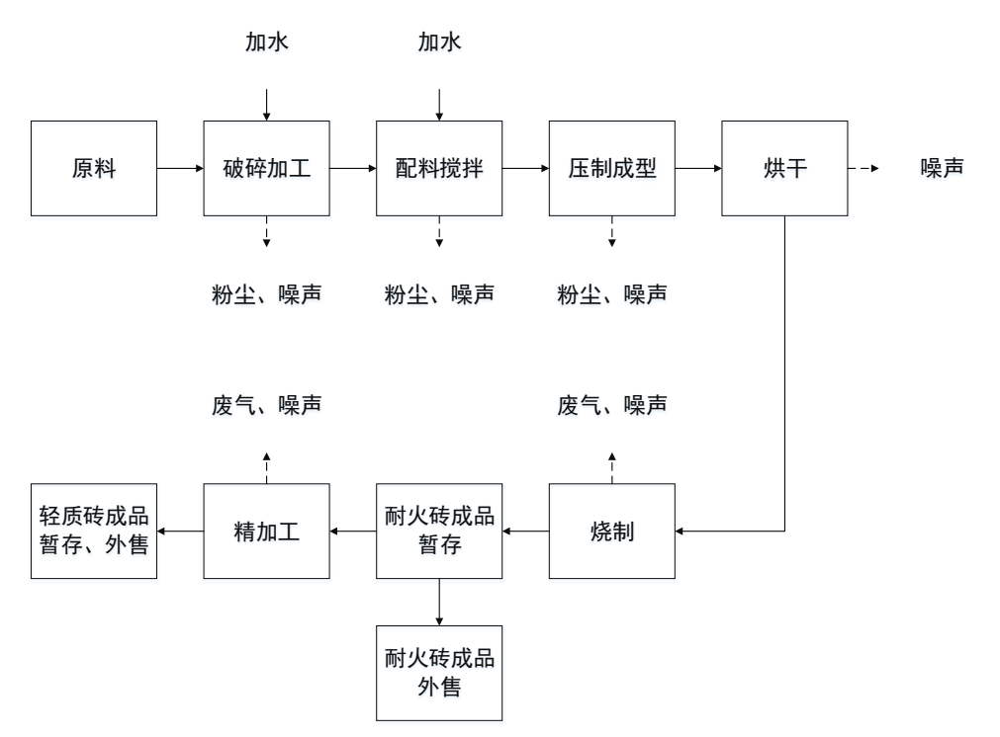 加水
加水
原料
破碎加工
配料搅拌
压制成型
烘干
噪声
粉尘、噪声
粉尘、噪声
粉尘、噪声
废气、噪声
废气、噪声
轻质砖成品
暂存、外售
精加工
耐火砖成品
暂存
烧制
耐火砖成品
外售